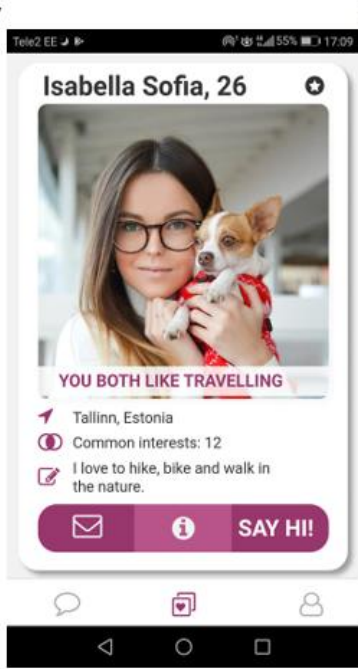 Tele2 EE 55% 17:09
Isabella Sofia, 26
YOU BOTH LIKE TRAVELLING
Tallinn, Estonia
Common interests: 12
I love to hike, bike and walk in
the nature.
SAY HI!